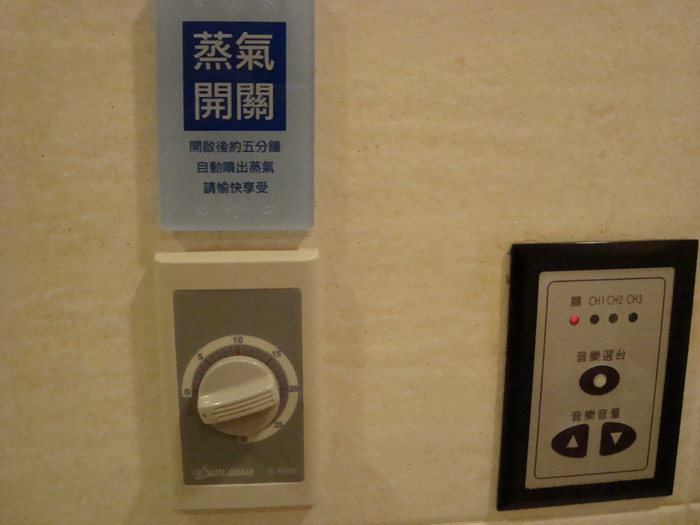 蒸氣
開關
開啟後約五分鐘
自動噴出蒸氣
請愉快享受
0
5
10
15
20
25
30
關 CH1 CH2 CH3
音樂選台
音樂音量